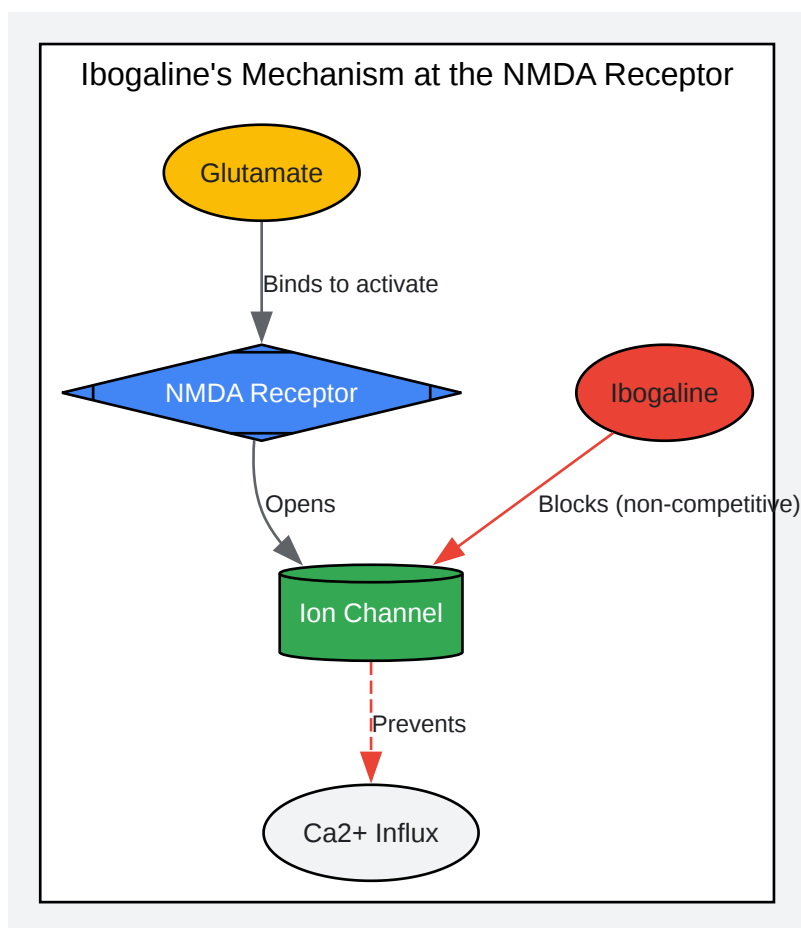 Ibogaline's Mechanism at the NMDA Receptor
Glutamate
Binds to activate
NMDA Receptor
Ibogaline
Opens
Blocks (non-competitive)
Ion Channel
Prevents
Ca2+ Influx